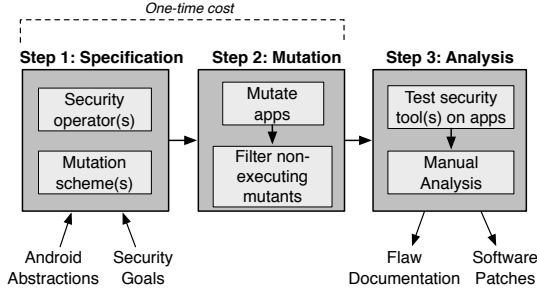 One-time cost
Step 1: Specification
Security
operator(s)
Mutation
scheme(s)
Android
Abstractions
Security
Goals
Step 2: Mutation
Mutate
apps
Filter non-
executing
mutants
Step 3: Analysis
Test security
tool(s) on apps
Manual
Analysis
Flaw
Documentation
Software
Patches